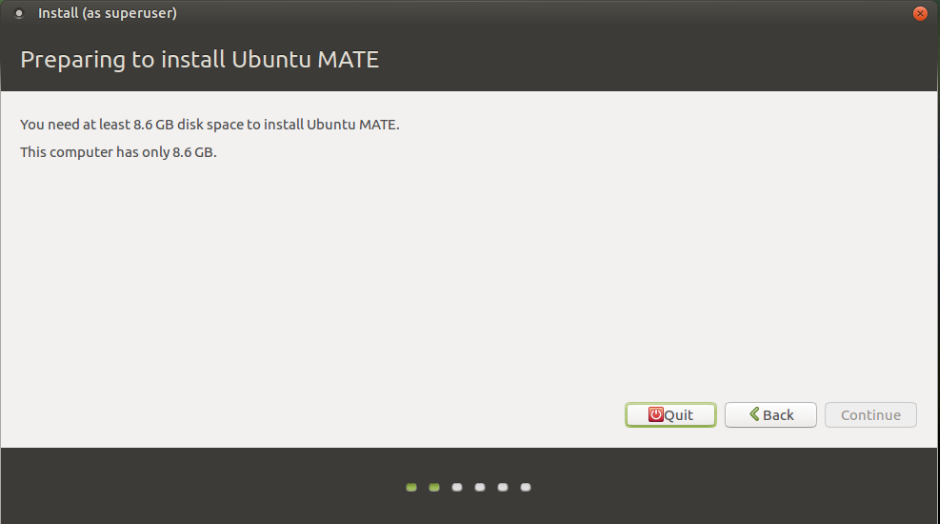 Install (as superuser)
Preparing to install Ubuntu MATE
You need at least 8.6 GB disk space to install Ubuntu MATE.
This computer has only 8.6 GB.
Quit
Back
Continue